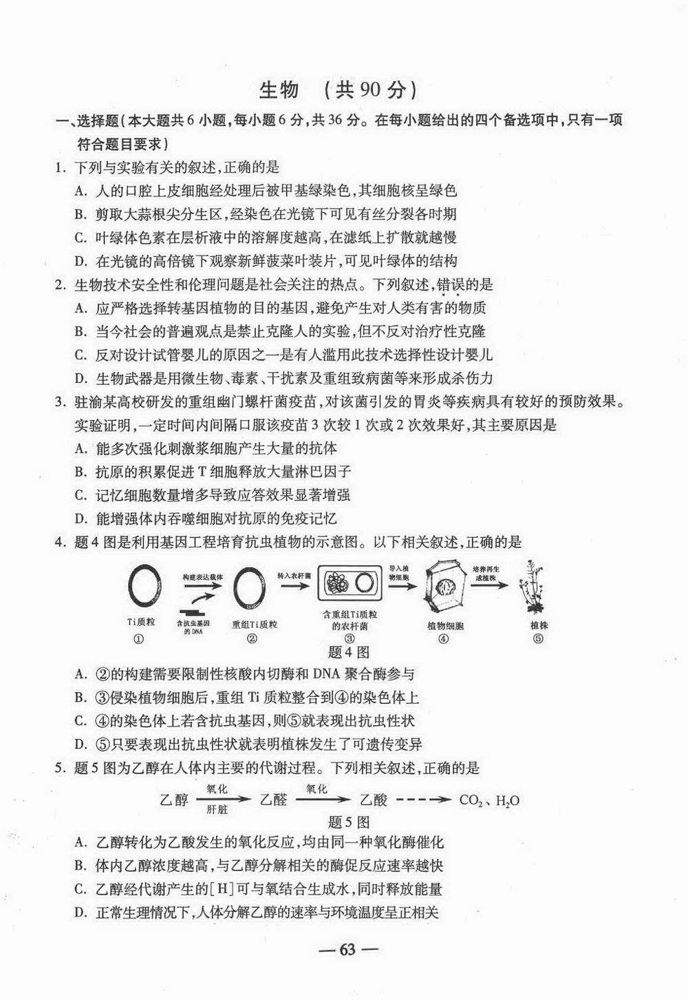 生物 (共90分)
一、选择题(本大题共6小题,每小题6分,共36分。在每小题给出的四个备选项中,只有一项
符合题目要求)
1. 下列与实验有关的叙述,正确的是
A. 人的口腔上皮细胞经处理后被甲基绿染色,其细胞核呈绿色
B. 剪取大蒜根尖分生区,经染色在光镜下可见有丝分裂各时期
C. 叶绿体色素在层析液中的溶解度越高,在滤纸上扩散就越慢
D. 在光镜的高倍镜下观察新鲜菠菜叶装片,可见叶绿体的结构
2. 生物技术安全性和伦理问题是社会关注的热点。下列叙述,错误的是
A. 应严格选择转基因植物的目的基因,避免产生对人类有害的物质
B. 当今社会的普遍观点是禁止克隆人的实验,但不反对治疗性克隆
C. 反对设计试管婴儿的原因之一是有人滥用此技术选择性设计婴儿
D. 生物武器是用微生物、毒素、干扰素及重组致病菌等来形成杀伤力
3. 驻渝某高校研发的重组幽门螺杆菌疫苗,对该菌引发的胃炎等疾病具有较好的预防效果。
实验证明,一定时间内间隔口服该疫苗3次较1次或2次效果好,其主要原因是
A. 能多次强化刺激浆细胞产生大量的抗体
B. 抗原的积累促进T细胞释放大量淋巴因子
C. 记忆细胞数量增多导致应答效果显著增强
D. 能增强体内吞噬细胞对抗原的免疫记忆
4. 题4图是利用基因工程培育抗虫植物的示意图。以下相关叙述,正确的是
构建表达载体 转入农杆菌 导入植物细胞 培养再生成植株
Ti质粒 含抗虫基因的DNA 重组Ti质粒 含重组Ti质粒的农杆菌 植物细胞 植株
① ② ③ ④ ⑤
题4图
A. ②的构建需要限制性核酸内切酶和DNA聚合酶参与
B. ③侵染植物细胞后,重组Ti质粒整合到④的染色体上
C. ④的染色体上若含抗虫基因,则⑤就表现出抗虫性状
D. ⑤只要表现出抗虫性状就表明植株发生了可遗传变异
5. 题5图为乙醇在人体内主要的代谢过程。下列相关叙述,正确的是
氧化 氧化
乙醇 乙醛 乙酸 CO₂、H₂O
肝脏
题5图
A. 乙醇转化为乙酸发生的氧化反应,均由同一种氧化酶催化
B. 体内乙醇浓度越高,与乙醇分解相关的酶促反应速率越快
C. 乙醇经代谢产生的[H]可与氧结合生成水,同时释放能量
D. 正常生理情况下,人体分解乙醇的速率与环境温度呈正相关
— 63 —